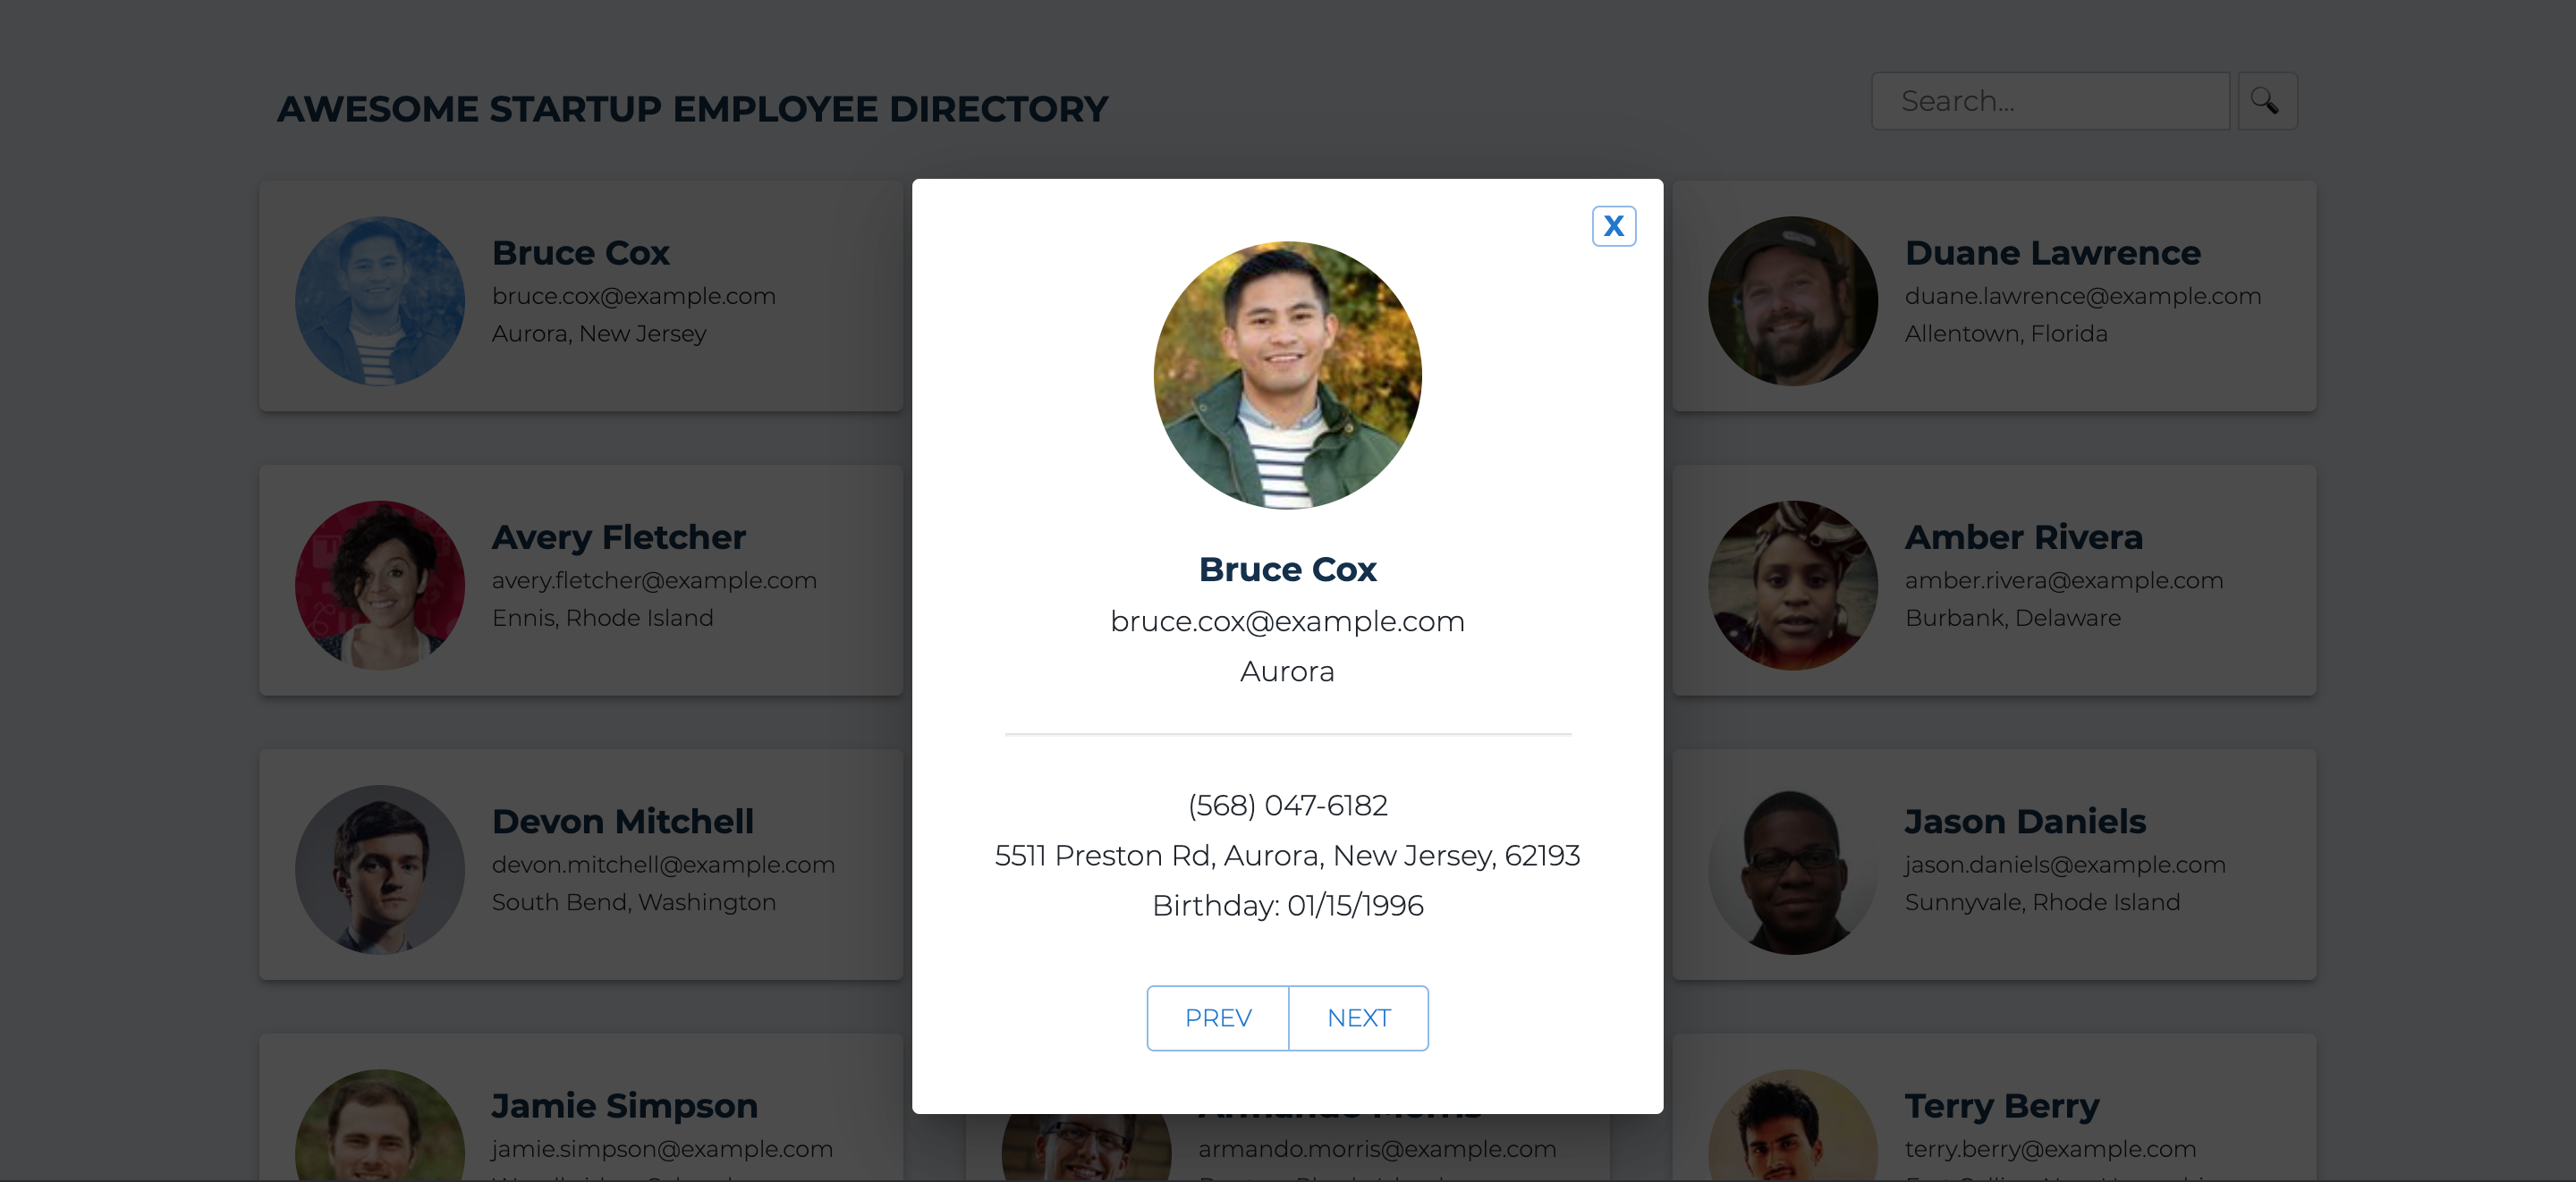 AWESOME STARTUP EMPLOYEE DIRECTORY
Search...
X
Bruce Cox
bruce.cox@example.com
Aurora, New Jersey
Duane Lawrence
duane.lawrence@example.com
Allentown, Florida
Avery Fletcher
avery.fletcher@example.com
Ennis, Rhode Island
Bruce Cox
bruce.cox@example.com
Aurora
(568) 047-6182
5511 Preston Rd, Aurora, New Jersey, 62193
Birthday: 01/15/1996
PREV
NEXT
Amber Rivera
amber.rivera@example.com
Burbank, Delaware
Devon Mitchell
devon.mitchell@example.com
South Bend, Washington
Jason Daniels
jason.daniels@example.com
Sunnyvale, Rhode Island
Jamie Simpson
jamie.simpson@example.com
Armando Morris
armando.morris@example.com
Terry Berry
terry.berry@example.com